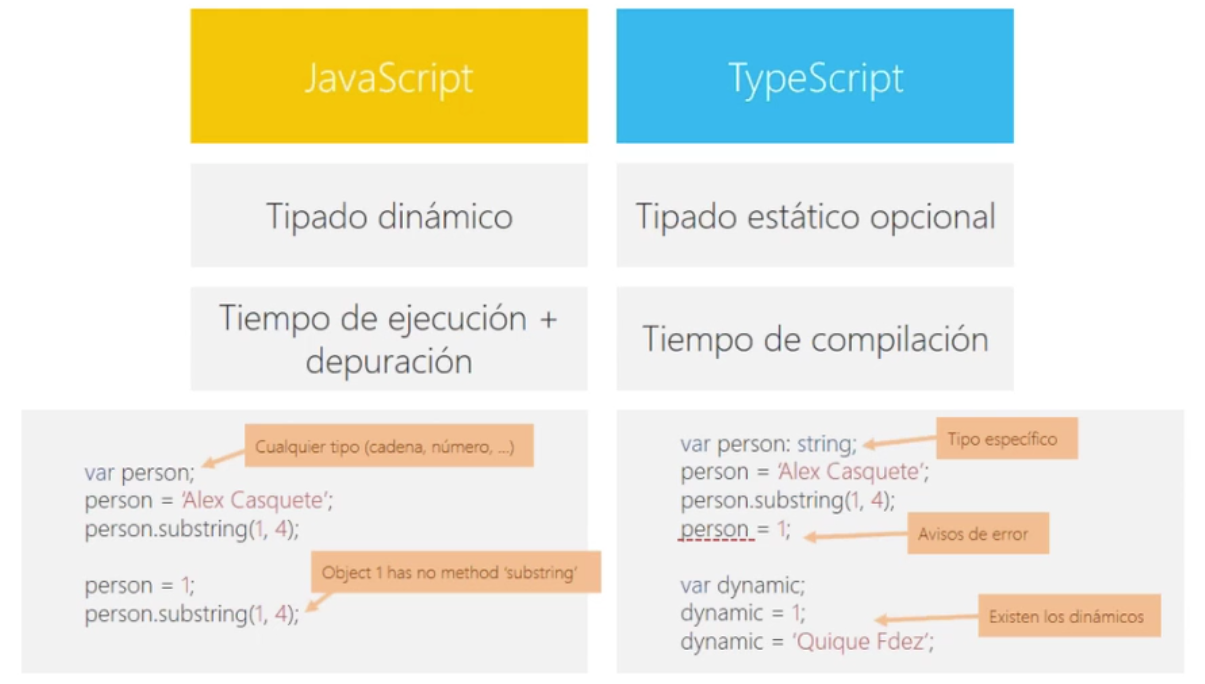 JavaScript
TypeScript
Tipado dinámico
Tipado estático opcional
Tiempo de ejecución +
depuración
Tiempo de compilación
Cualquier tipo (cadena, número, ...)
var person;
person = 'Alex Casquete';
person.substring(1, 4);
Object 1 has no method 'substring'
person = 1;
person.substring(1, 4);
var person: string;
Tipo específico
person = 'Alex Casquete';
person.substring(1, 4);
person = 1;
Avisos de error
var dynamic;
dynamic = 1;
Existen los dinámicos
dynamic = 'Quique Fdez';